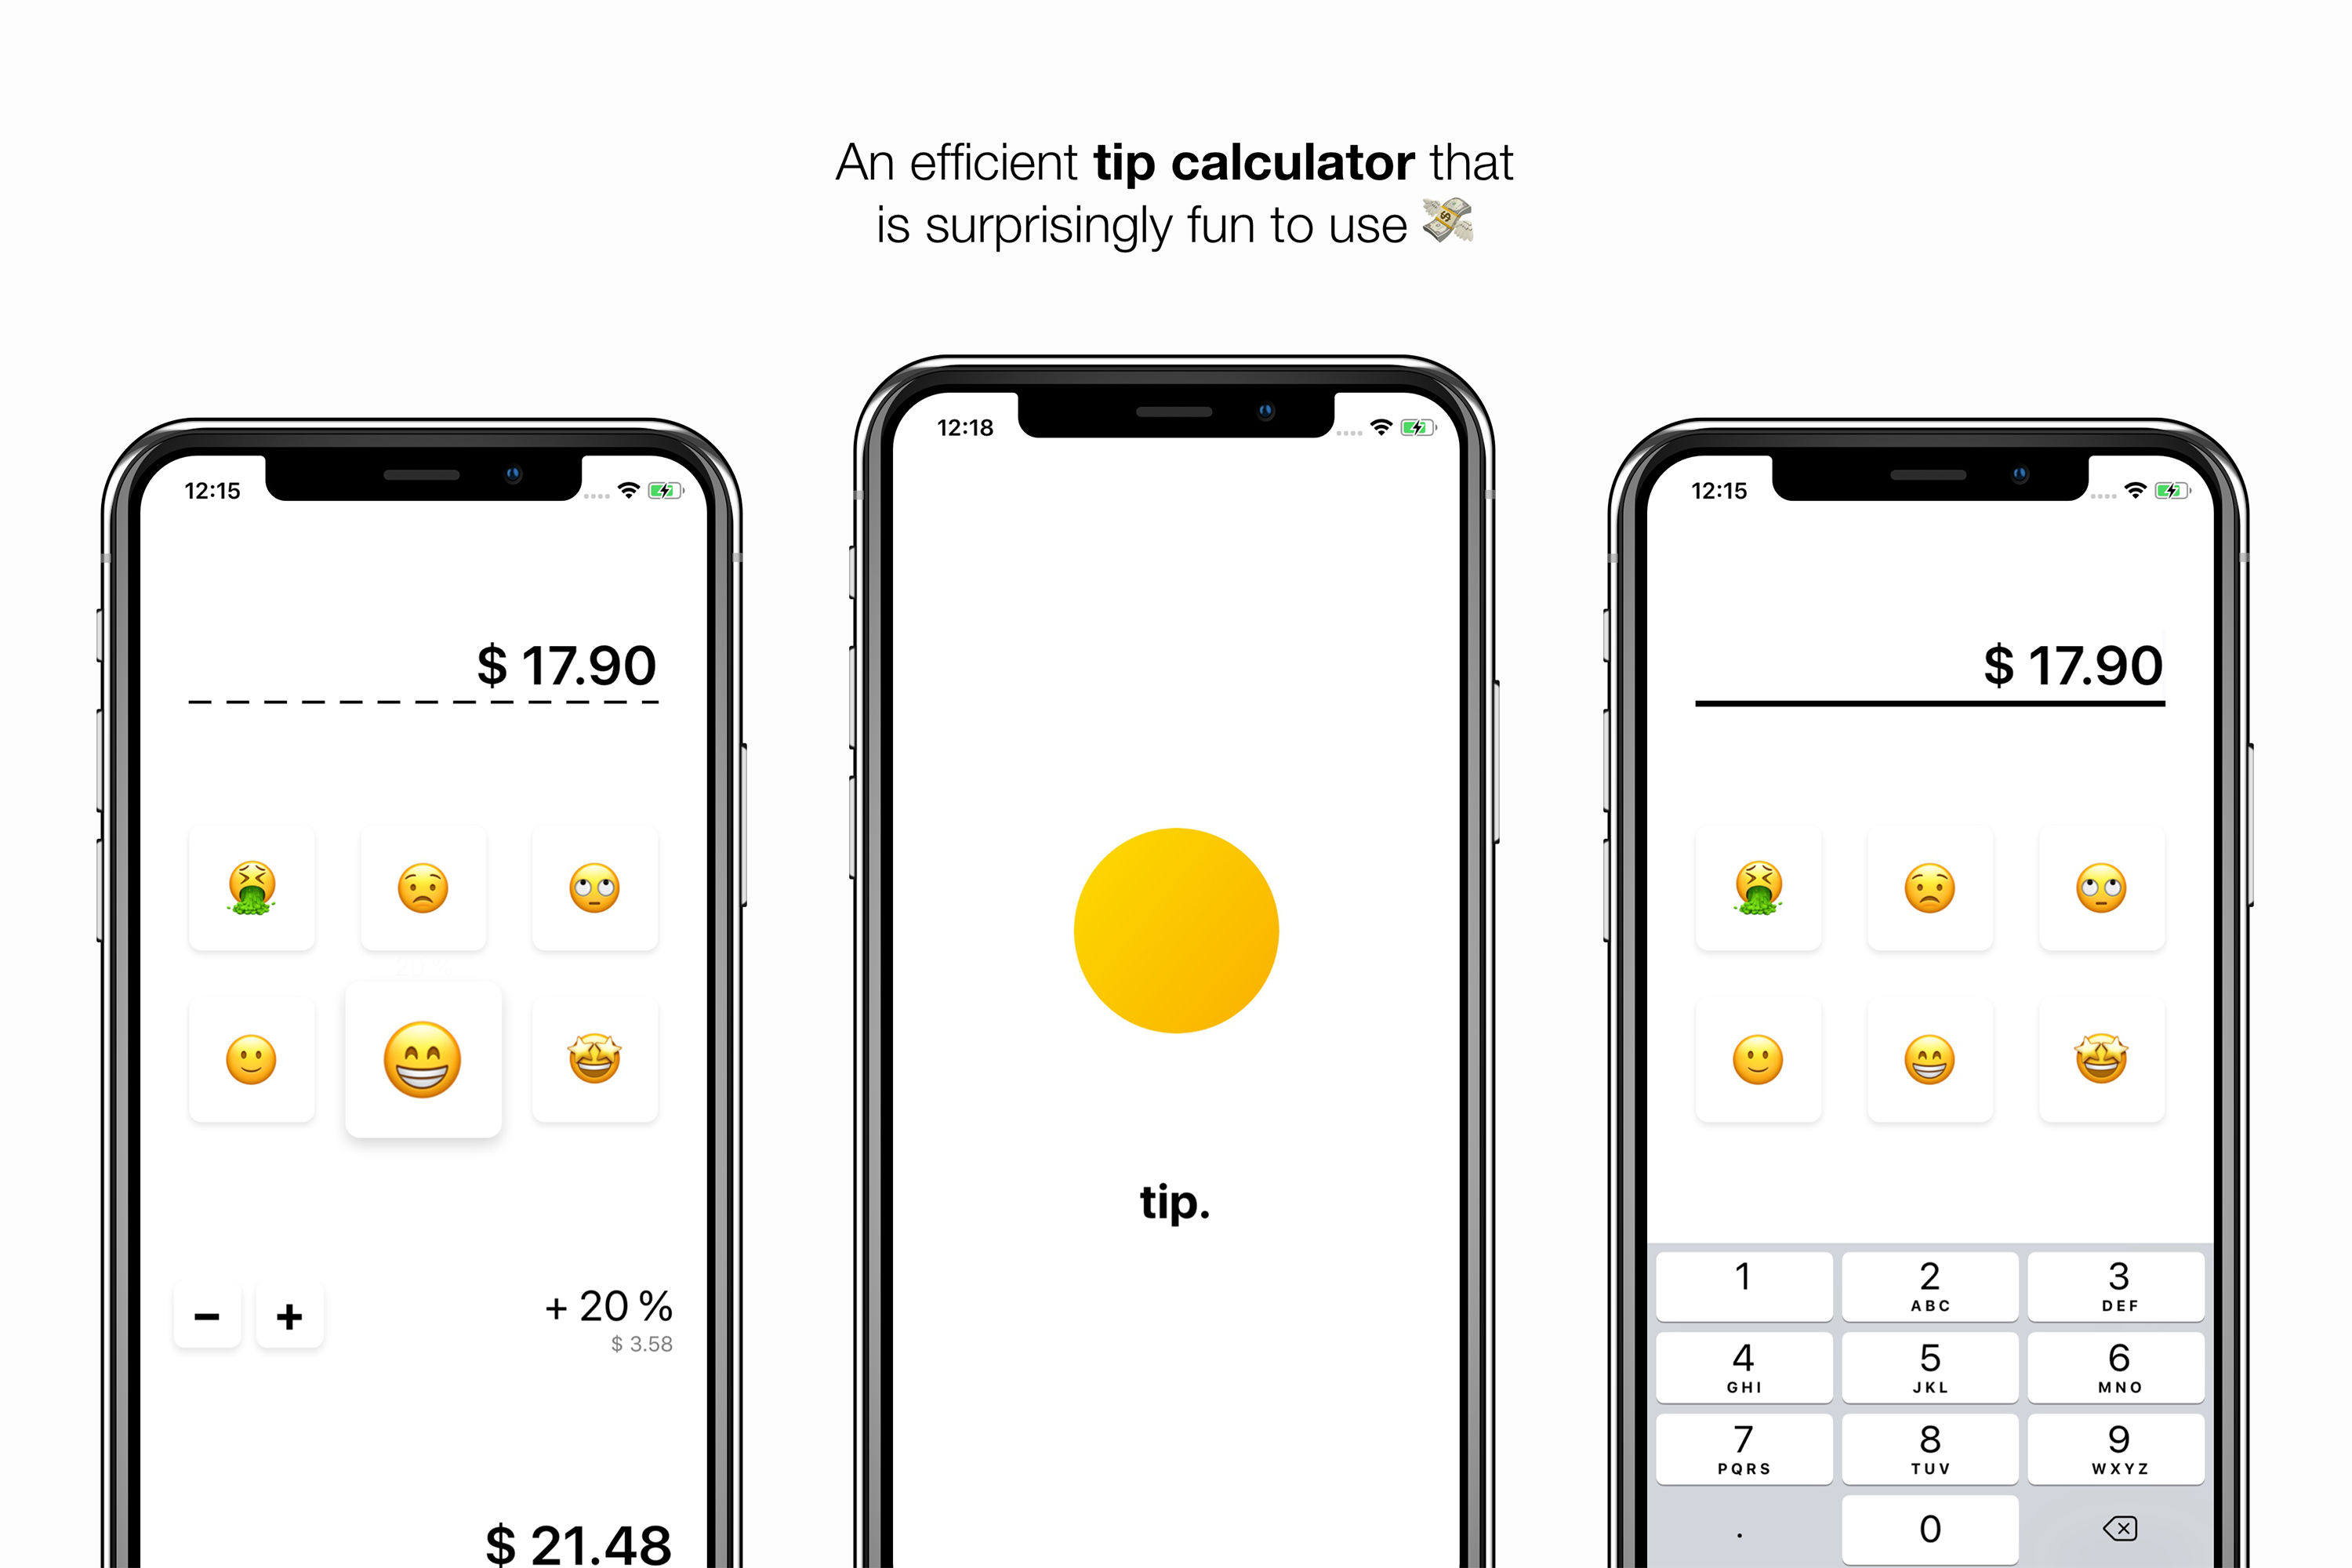 An efficient tip calculator that
is surprisingly fun to use 💸
12:15
$ 17.90
+ 20 %
$ 3.58
$ 21.48
12:18
tip.
12:15
$ 17.90
1 2 3
ABC DEF
4 5 6
GHI JKL MNO
7 8 9
PQRS TUV WXYZ
. 0